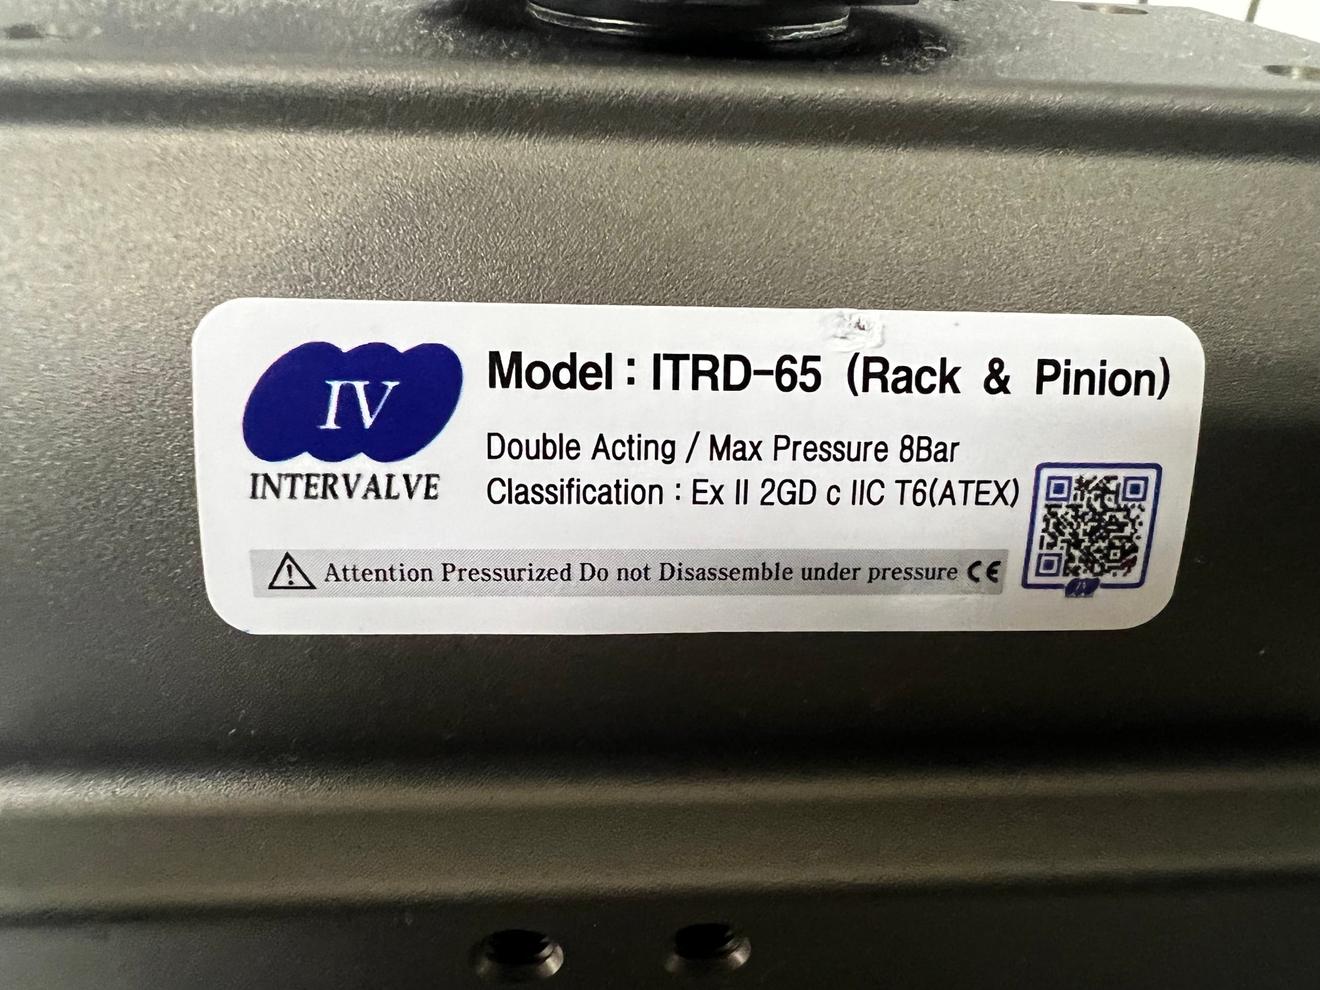 IV
INTERVALVE
Model : ITRD-65 (Rack & Pinion)
Double Acting / Max Pressure 8Bar
Classification : Ex II 2GD c IIC T6(ATEX)
Attention Pressurized Do not Disassemble under pressure CE
IV